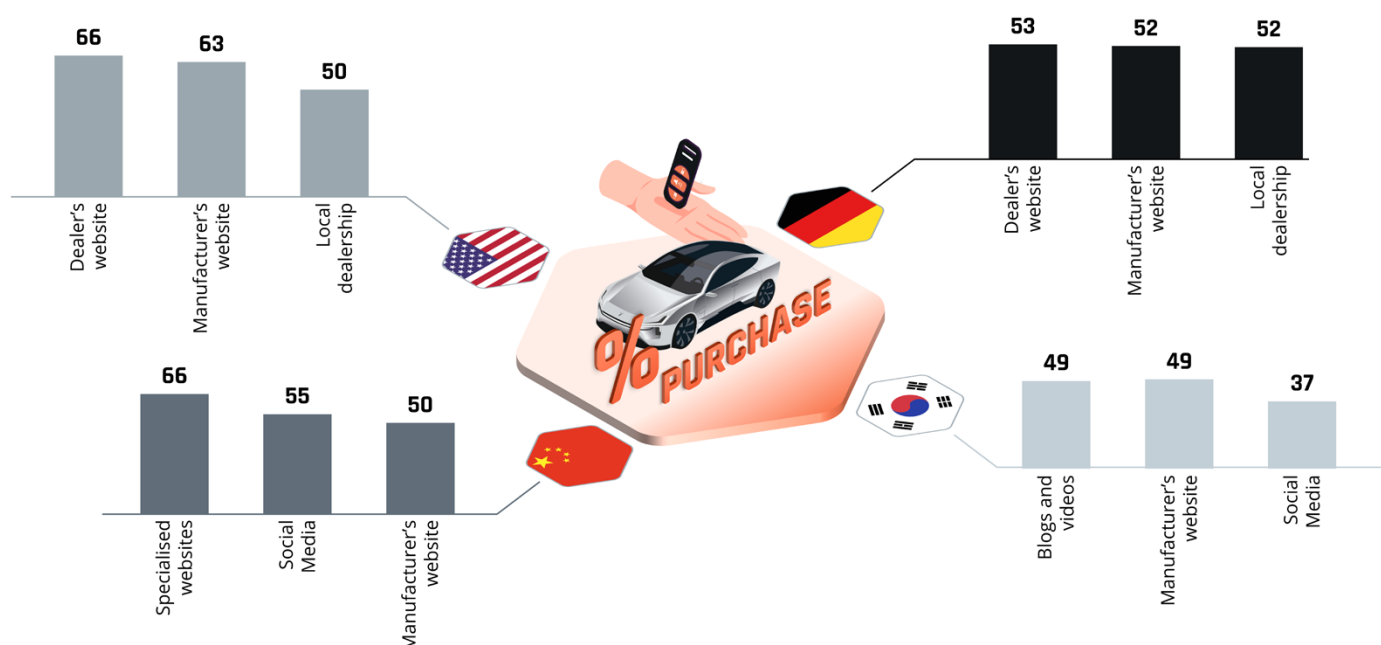 66
63
50
Dealer's
website
Manufacturer's
website
Local
dealership
53
52
52
Dealer's
website
Manufacturer's
website
Local
dealership
% PURCHASE
66
55
50
Specialised
websites
Social
Media
Manufacturer's
website
49
49
37
Blogs and
videos
Manufacturer's
website
Social
Media